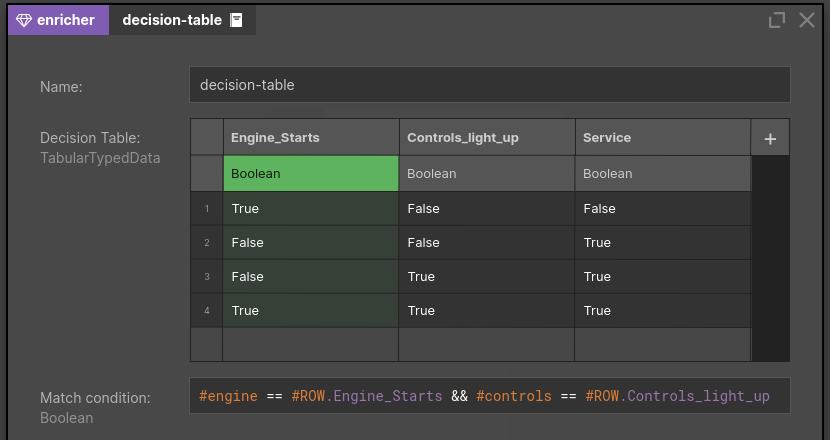 enricher decision-table
Name: decision-table
Decision Table:
TabularTypedData
Engine_Starts Controls_light_up Service +
Boolean Boolean Boolean
1 True False False
2 False False True
3 False True True
4 True True True
Match condition: #engine == #ROW.Engine_Starts && #controls == #ROW.Controls_light_up
Boolean